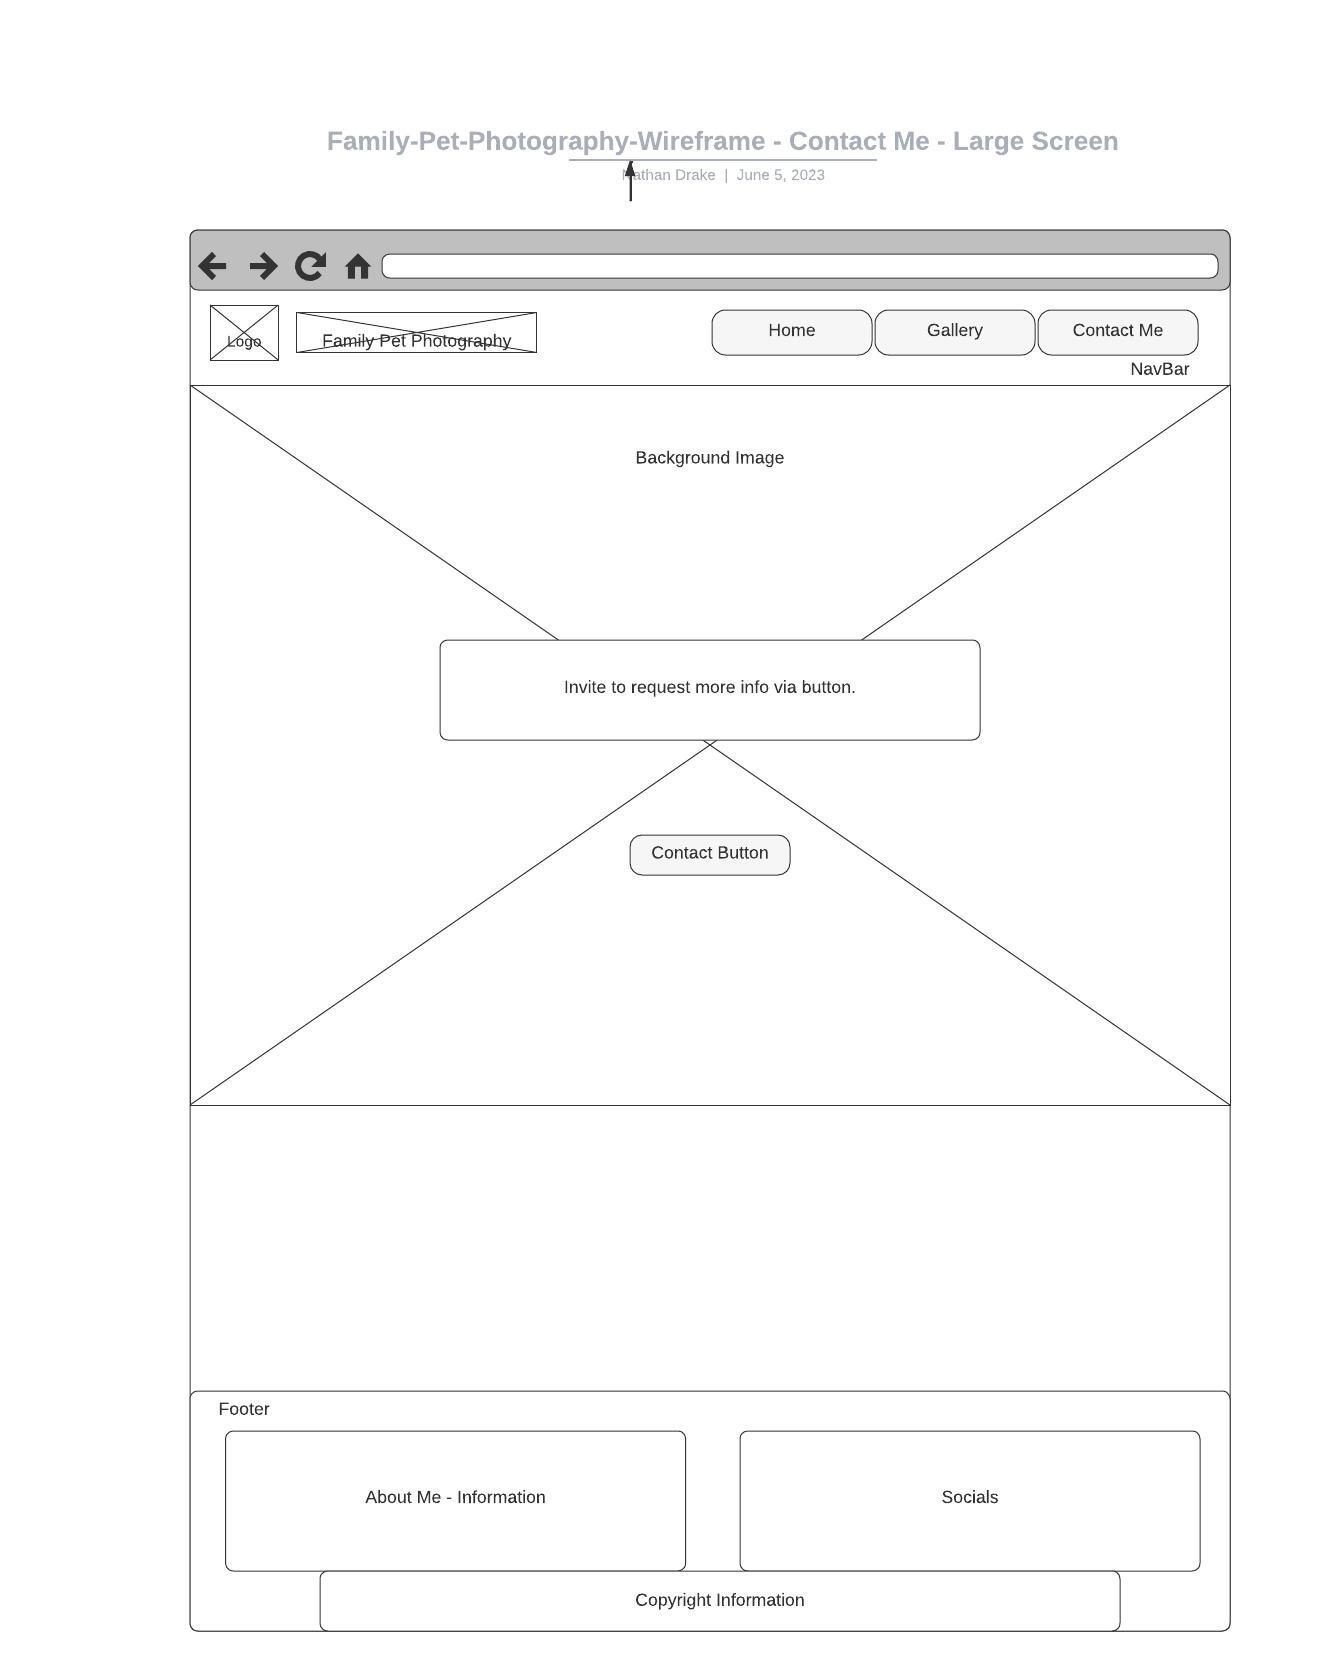 Family-Pet-Photography-Wireframe - Contact Me - Large Screen
Nathan Drake | June 5, 2023
Logo
Family Pet Photography
Home
Gallery
Contact Me
NavBar
Background Image
Invite to request more info via button.
Contact Button
Footer
About Me - Information
Socials
Copyright Information